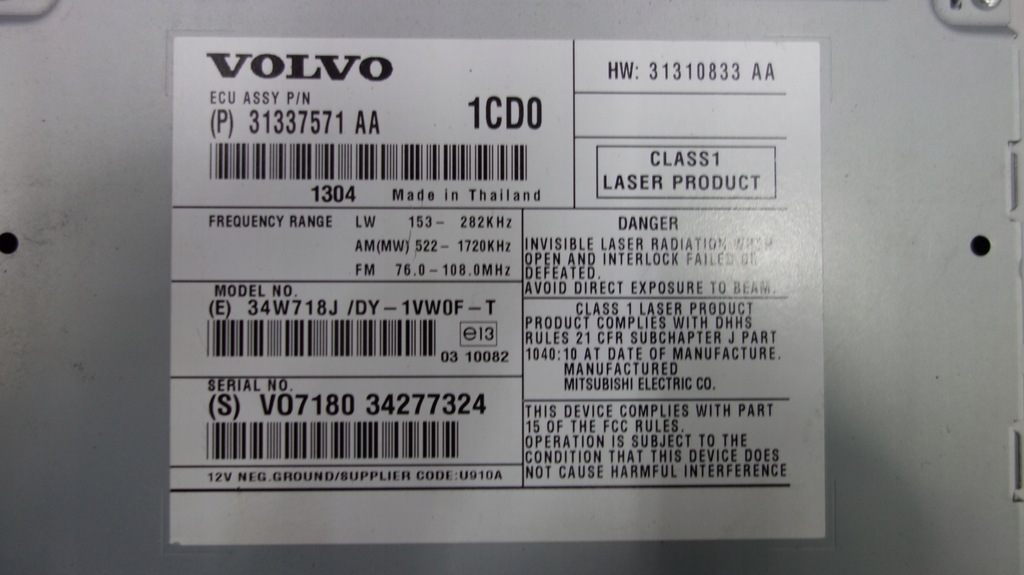 VOLVO
ECU ASSY P/N
(P) 31337571 AA
1CD0
1304 Made in Thailand
HW: 31310833 AA
CLASS1
LASER PRODUCT
FREQUENCY RANGE LW 153- 282KHz
AM(MW) 522-1720KHz
FM 76.0-108.0MHz
MODEL NO.
(E) 34W718J /DY-1VW0F-T
e13
03 10082
SERIAL NO.
(S) VO7180 34277324
12V NEG.GROUND/SUPPLIER CODE:U910A
DANGER
INVISIBLE LASER RADIATION WHEN
OPEN AND INTERLOCK FAILED OR
DEFEATED.
AVOID DIRECT EXPOSURE TO BEAM.
CLASS 1 LASER PRODUCT
PRODUCT COMPLIES WITH DHHS
RULES 21 CFR SUBCHAPTER J PART
1040:10 AT DATE OF MANUFACTURE.
MANUFACTURED
MITSUBISHI ELECTRIC CO.
THIS DEVICE COMPLIES WITH PART
15 OF THE FCC RULES.
OPERATION IS SUBJECT TO THE
CONDITION THAT THIS DEVICE DOES
NOT CAUSE HARMFUL INTERFERENCE